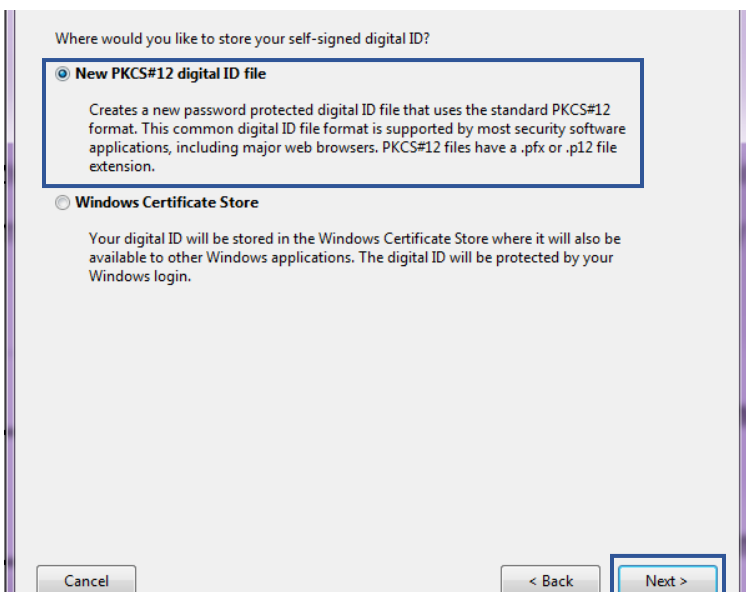 Where would you like to store your self-signed digital ID?
New PKCS#12 digital ID file
Creates a new password protected digital ID file that uses the standard PKCS#12
format. This common digital ID file format is supported by most security software
applications, including major web browsers. PKCS#12 files have a .pfx or .p12 file
extension.
Windows Certificate Store
Your digital ID will be stored in the Windows Certificate Store where it will also be
available to other Windows applications. The digital ID will be protected by your
Windows login.
Cancel
< Back
Next >